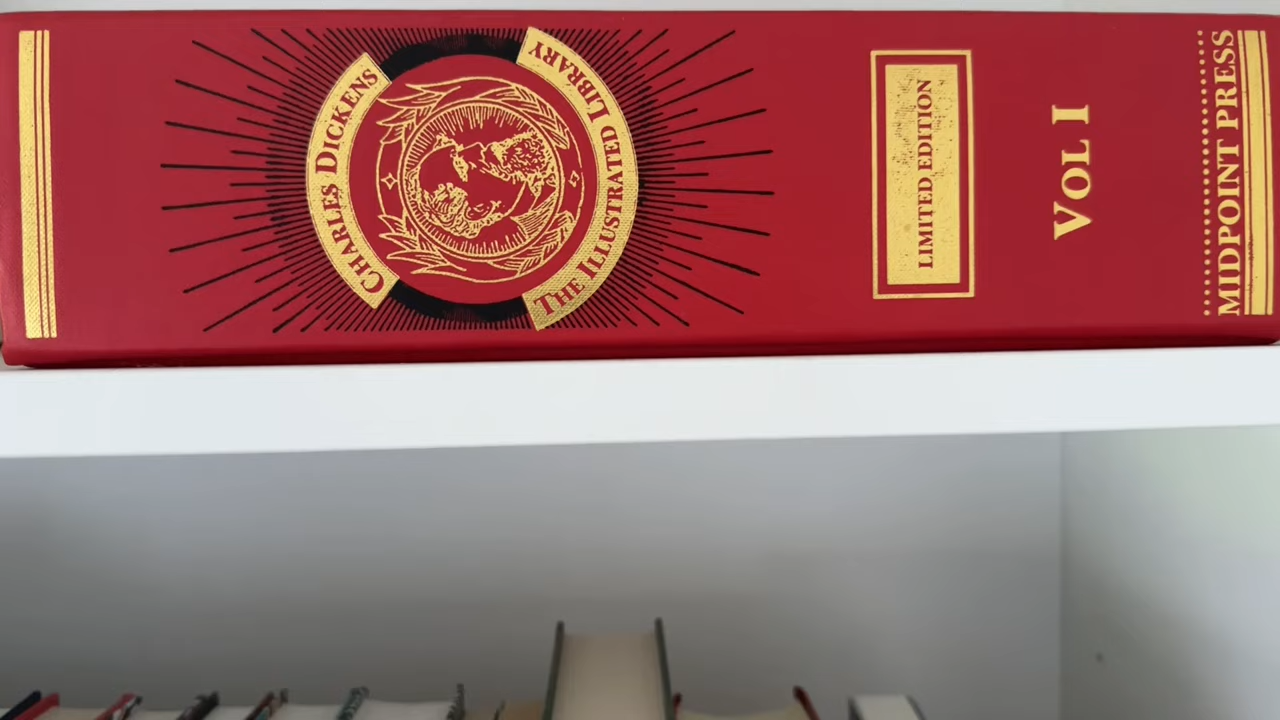 CHARLES DICKENS
THE ILLUSTRATED LIBRARY
LIMITED EDITION
VOL I
MIDPOINT PRESS